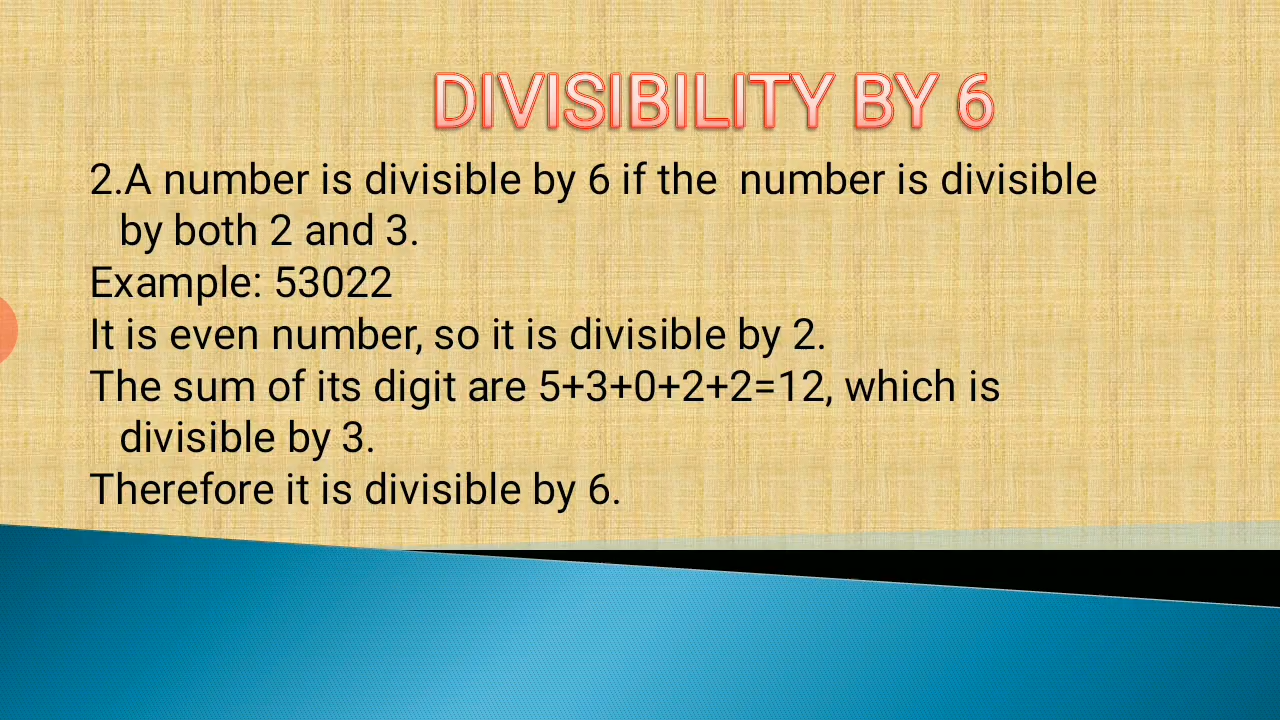 DIVISIBILITY BY 6
2.A number is divisible by 6 if the  number is divisible
by both 2 and 3.
Example: 53022
It is even number, so it is divisible by 2.
The sum of its digit are 5+3+0+2+2=12, which is
divisible by 3.
Therefore it is divisible by 6.